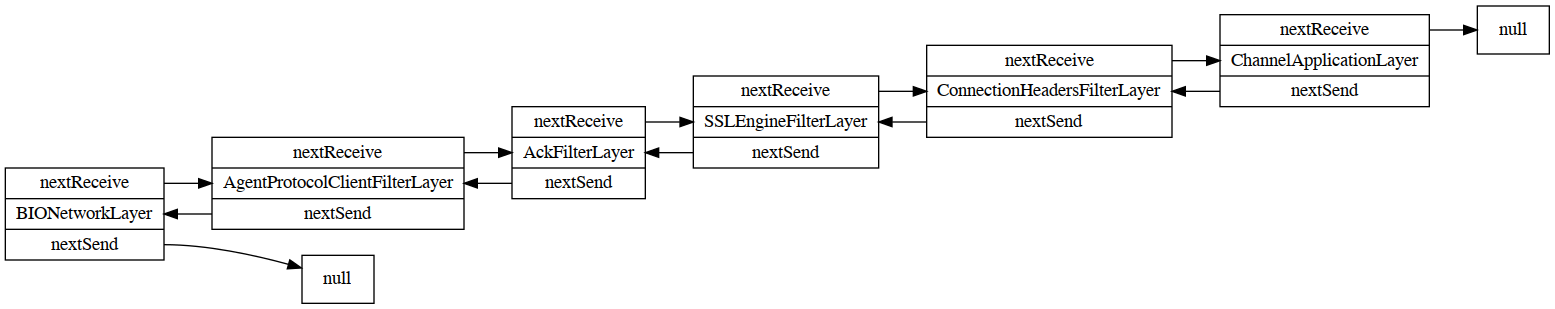 nextReceive
BIONetworkLayer
nextSend
null
nextReceive
AgentProtocolClientFilterLayer
nextSend
nextReceive
AckFilterLayer
nextSend
nextReceive
SSLEngineFilterLayer
nextSend
nextReceive
ConnectionHeadersFilterLayer
nextSend
nextReceive
ChannelApplicationLayer
nextSend
null